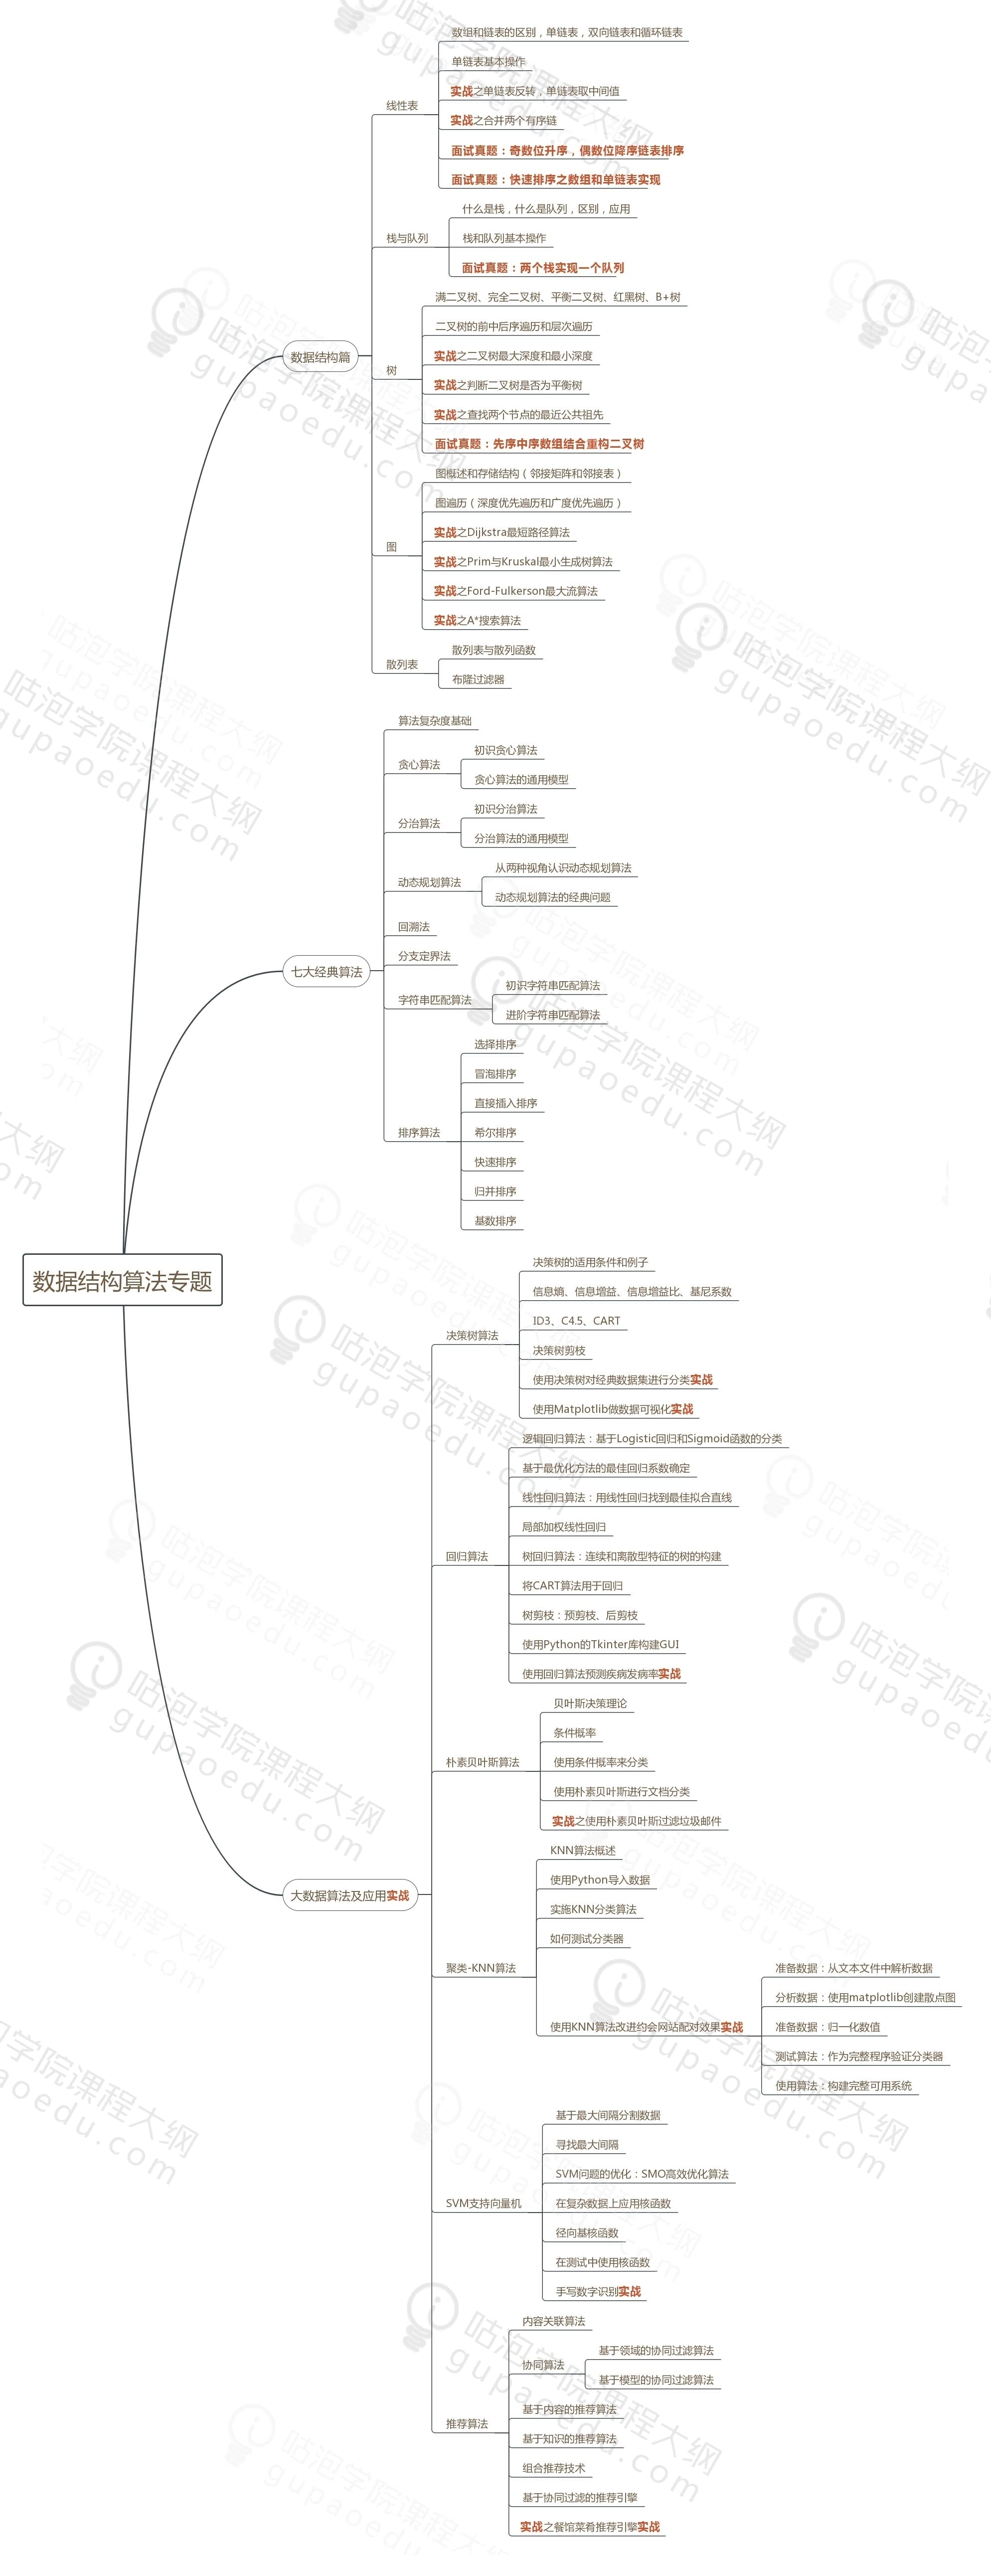 数组和链表的区别，单链表，双向链表和循环链表
单链表基本操作
实战之单链表反转，单链表取中间值
线性表
实战之合并两个有序链
面试真题：奇数位升序，偶数位降序链表排序
面试真题：快速排序之数组和单链表实现
什么是栈，什么是队列，区别，应用
栈与队列
栈和队列基本操作
面试真题：两个栈实现一个队列
满二叉树、完全二叉树、平衡二叉树、红黑树、B+树
二叉树的前中后序遍历和层次遍历
数据结构篇
实战之二叉树最大深度和最小深度
树
实战之判断二叉树是否为平衡树
实战之查找两个节点的最近公共祖先
面试真题：先序中序数组结合重构二叉树
图概述和存储结构（邻接矩阵和邻接表）
图遍历（深度优先遍历和广度优先遍历）
实战之Dijkstra最短路径算法
图
实战之Prim与Kruskal最小生成树算法
实战之Ford-Fulkerson最大流算法
实战之A*搜索算法
散列表
散列表与散列函数
布隆过滤器
算法复杂度基础
贪心算法
初识贪心算法
贪心算法的通用模型
分治算法
初识分治算法
分治算法的通用模型
动态规划算法
从两种视角认识动态规划算法
动态规划算法的经典问题
回溯法
七大经典算法
分支定界法
字符串匹配算法
初识字符串匹配算法
进阶字符串匹配算法
选择排序
冒泡排序
直接插入排序
排序算法
希尔排序
快速排序
归并排序
基数排序
数据结构算法专题
决策树的适用条件和例子
信息熵、信息增益、信息增益比、基尼系数
ID3、C4.5、CART
决策树算法
决策树剪枝
使用决策树对经典数据集进行分类实战
使用Matplotlib做数据可视化实战
逻辑回归算法：基于Logistic回归和Sigmoid函数的分类
基于最优化方法的最佳回归系数确定
线性回归算法：用线性回归找到最佳拟合直线
局部加权线性回归
回归算法
树回归算法：连续和离散型特征的树的构建
将CART算法用于回归
树剪枝：预剪枝、后剪枝
使用Python的Tkinter库构建GUI
使用回归算法预测疾病发病率实战
贝叶斯决策理论
条件概率
朴素贝叶斯算法
使用条件概率来分类
使用朴素贝叶斯进行文档分类
实战之使用朴素贝叶斯过滤垃圾邮件
大数据算法及应用实战
KNN算法概述
使用Python导入数据
实施KNN分类算法
如何测试分类器
聚类-KNN算法
使用KNN算法改进约会网站配对效果实战
准备数据：从文本文件中解析数据
分析数据：使用matplotlib创建散点图
准备数据：归一化数值
测试算法：作为完整程序验证分类器
使用算法：构建完整可用系统
基于最大间隔分割数据
寻找最大间隔
SVM问题的优化：SMO高效优化算法
SVM支持向量机
在复杂数据上应用核函数
径向基核函数
在测试中使用核函数
手写数字识别实战
内容关联算法
协同算法
基于领域的协同过滤算法
基于模型的协同过滤算法
基于内容的推荐算法
推荐算法
基于知识的推荐算法
组合推荐技术
基于协同过滤的推荐引擎
实战之餐馆菜肴推荐引擎实战
咕泡学院课程大纲
gupaoedu.com